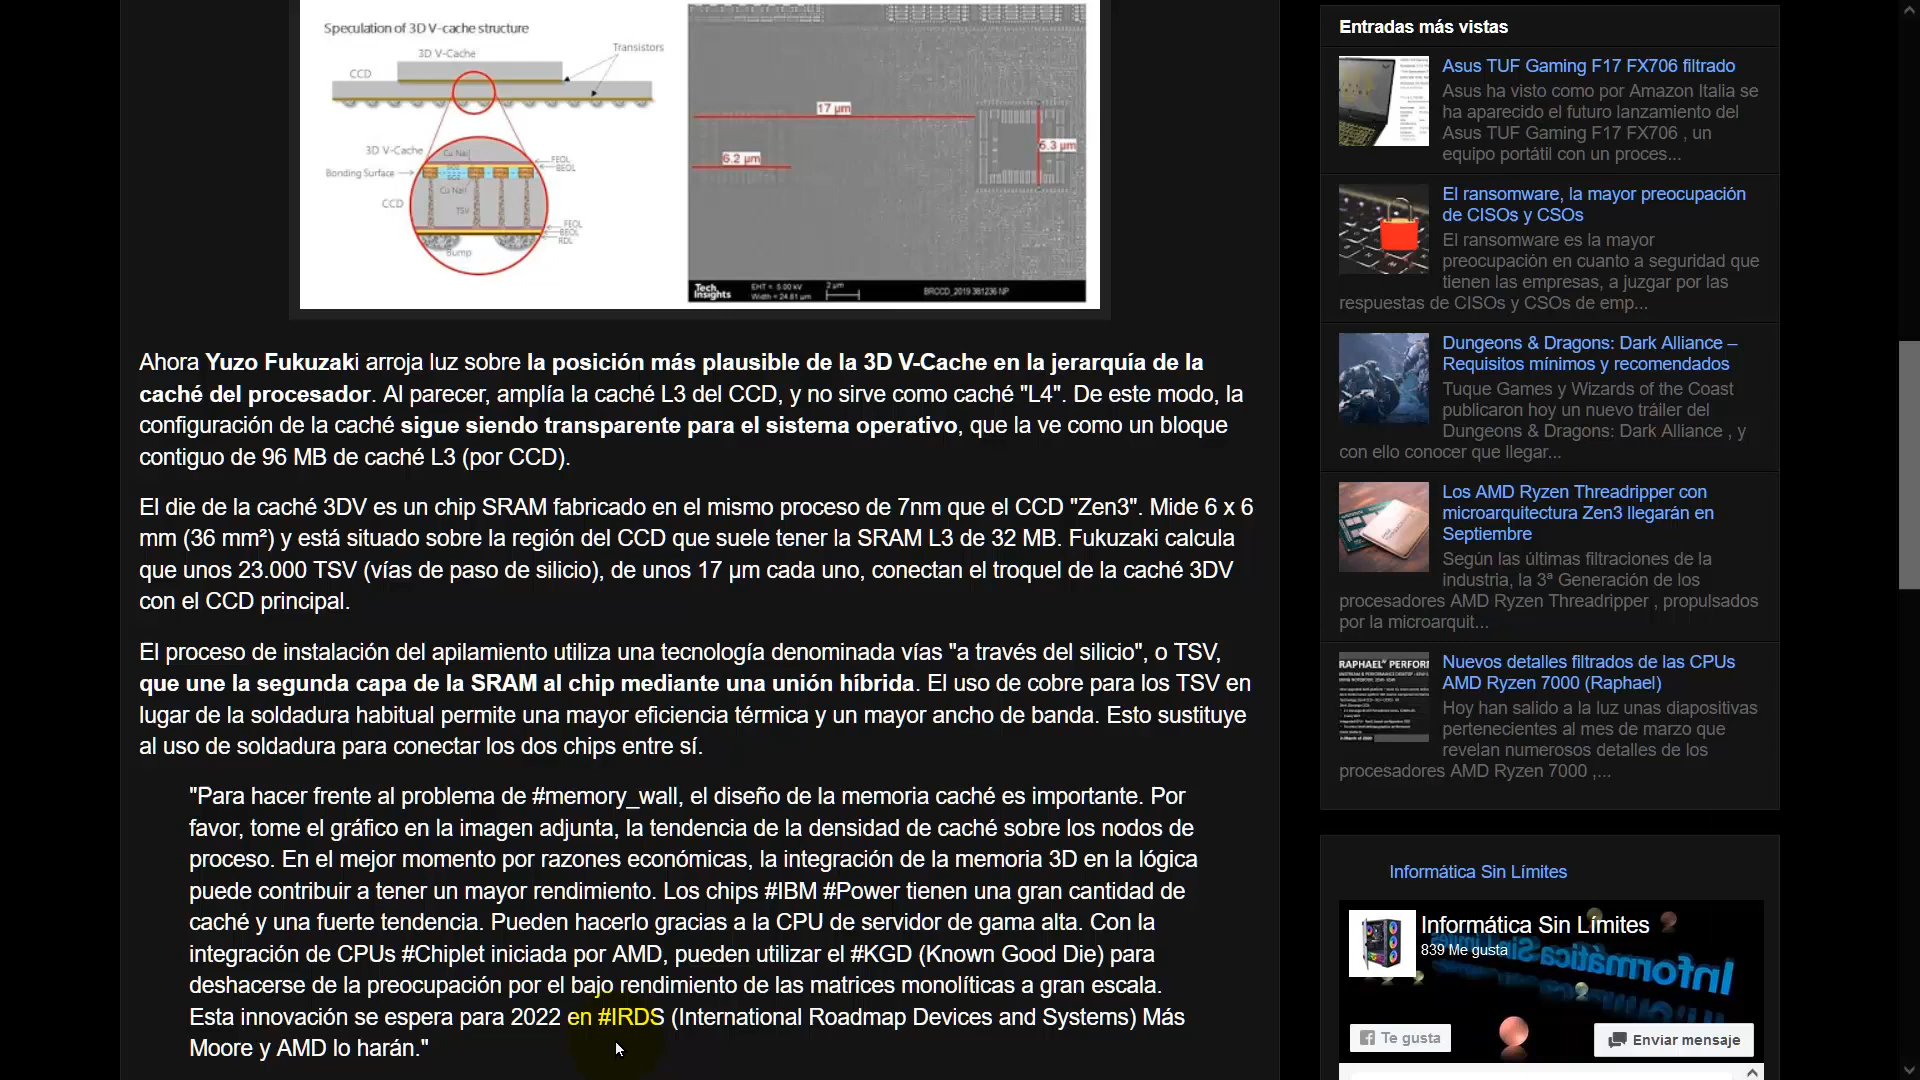 Speculation of 3D V-cache structure
3D V-Cache
Transistors
CCD
3D V-Cache
Cu Nail
FEOL
BEOL
Bonding Surface
Cu Nail
CCD
TSV
FEOL
BEOL
RDL
Bump
17 µm
6.2 µm
5.3 µm
Tech Insights
EHT = 5.00 kV
Width = 24.81 µm
2 µm
Ahora Yuzo Fukuzaki arroja luz sobre la posición más plausible de la 3D V-Cache en la jerarquía de la
caché del procesador. Al parecer, amplía la caché L3 del CCD, y no sirve como caché "L4". De este modo, la
configuración de la caché sigue siendo transparente para el sistema operativo, que la ve como un bloque
contiguo de 96 MB de caché L3 (por CCD).
El die de la caché 3DV es un chip SRAM fabricado en el mismo proceso de 7nm que el CCD "Zen3". Mide 6 x 6
mm (36 mm²) y está situado sobre la región del CCD que suele tener la SRAM L3 de 32 MB. Fukuzaki calcula
que unos 23.000 TSV (vías de paso de silicio), de unos 17 µm cada uno, conectan el troquel de la caché 3DV
con el CCD principal.
El proceso de instalación del apilamiento utiliza una tecnología denominada vías "a través del silicio", o TSV,
que une la segunda capa de la SRAM al chip mediante una unión híbrida. El uso de cobre para los TSV en
lugar de la soldadura habitual permite una mayor eficiencia térmica y un mayor ancho de banda. Esto sustituye
al uso de soldadura para conectar los dos chips entre sí.
"Para hacer frente al problema de #memory_wall, el diseño de la memoria caché es importante. Por
favor, tome el gráfico en la imagen adjunta, la tendencia de la densidad de caché sobre los nodos de
proceso. En el mejor momento por razones económicas, la integración de la memoria 3D en la lógica
puede contribuir a tener un mayor rendimiento. Los chips #IBM #Power tienen una gran cantidad de
caché y una fuerte tendencia. Pueden hacerlo gracias a la CPU de servidor de gama alta. Con la
integración de CPUs #Chiplet iniciada por AMD, pueden utilizar el #KGD (Known Good Die) para
deshacerse de la preocupación por el bajo rendimiento de las matrices monolíticas a gran escala.
Esta innovación se espera para 2022 en #IRDS (International Roadmap Devices and Systems) Más
Moore y AMD lo harán."
Entradas más vistas
Asus TUF Gaming F17 FX706 filtrado
Asus ha visto como por Amazon Italia se
ha aparecido el futuro lanzamiento del
Asus TUF Gaming F17 FX706 , un
equipo portátil con un proces...
El ransomware, la mayor preocupación
de CISOs y CSOs
El ransomware es la mayor
preocupación en cuanto a seguridad que
tienen las empresas, a juzgar por las
respuestas de CISOs y CSOs de emp...
Dungeons & Dragons: Dark Alliance –
Requisitos mínimos y recomendados
Tuque Games y Wizards of the Coast
publicaron hoy un nuevo tráiler del
Dungeons & Dragons: Dark Alliance , y
con ello conocer que llegar...
Los AMD Ryzen Threadripper con
microarquitectura Zen3 llegarán en
Septiembre
Según las últimas filtraciones de la
industria, la 3ª Generación de los
procesadores AMD Ryzen Threadripper , propulsados
por la microarquit...
RAPHAEL" PERFORM
Nuevos detalles filtrados de las CPUs
AMD Ryzen 7000 (Raphael)
Hoy han salido a la luz unas diapositivas
pertenecientes al mes de marzo que
revelan numerosos detalles de los
procesadores AMD Ryzen 7000 ,...
Informática Sin Límites
Informática Sin Límites
839 Me gusta
Te gusta
Enviar mensaje